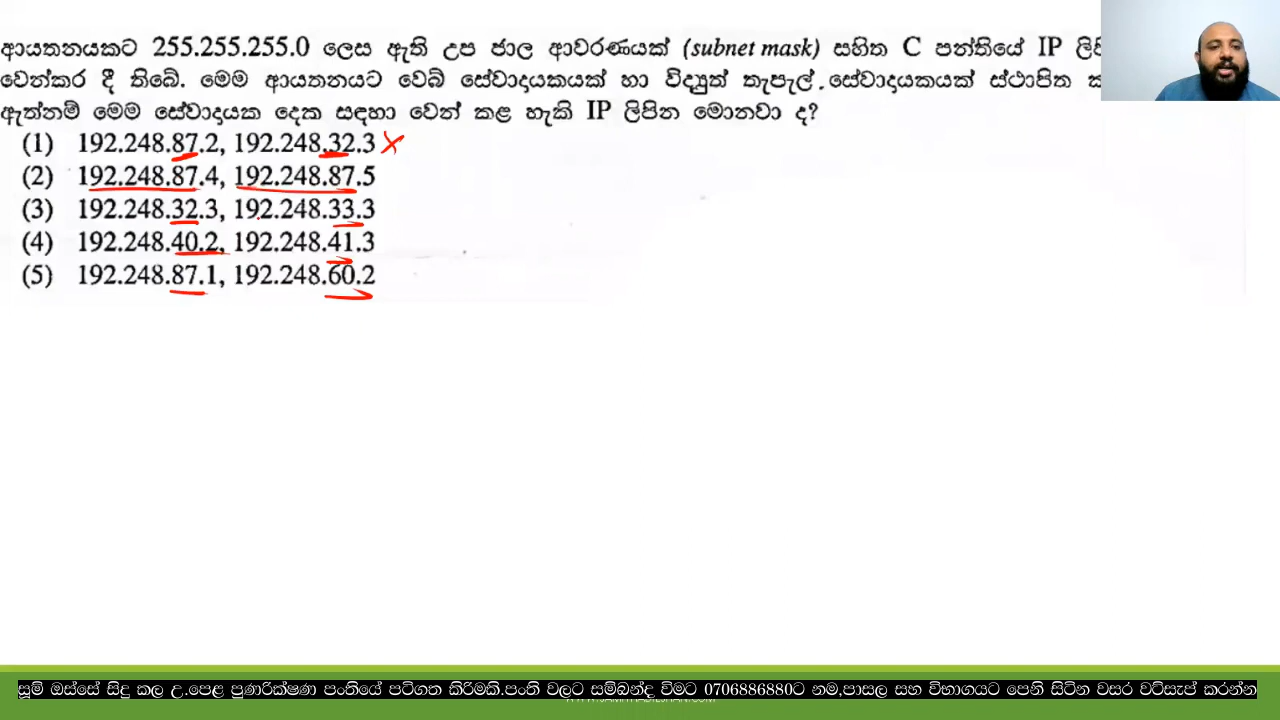 ආයතනයකට 255.255.255.0 ලෙස ඇති උප ජාල ආවරණයක් (subnet mask) සහිත C පන්තියේ IP
වෙන්කර දී තිබේ. මෙම ආයතනයට වෙබ් සේවාදායකයක් හා විද්‍යුත් තැපැල් සේවාදායකයක් ස්ථාපිත
ඇත්නම් මෙම සේවාදායක දෙක සඳහා වෙන් කළ හැකි IP ලිපින මොනවා ද?
(1) 192.248.87.2, 192.248.32.3
(2) 192.248.87.4, 192.248.87.5
(3) 192.248.32.3, 192.248.33.3
(4) 192.248.40.2, 192.248.41.3
(5) 192.248.87.1, 192.248.60.2
සූම් ඔස්සේ සිදු කල උ.පෙළ පුණරීක්ෂණ පංතියේ පටිගත කිරීමකි.පංති වලට සම්බන්ද වීමට 0706886880ට නම,පාසල සහ විභාගයට පෙනී සිටින වසර වට්සැප් කරන්න